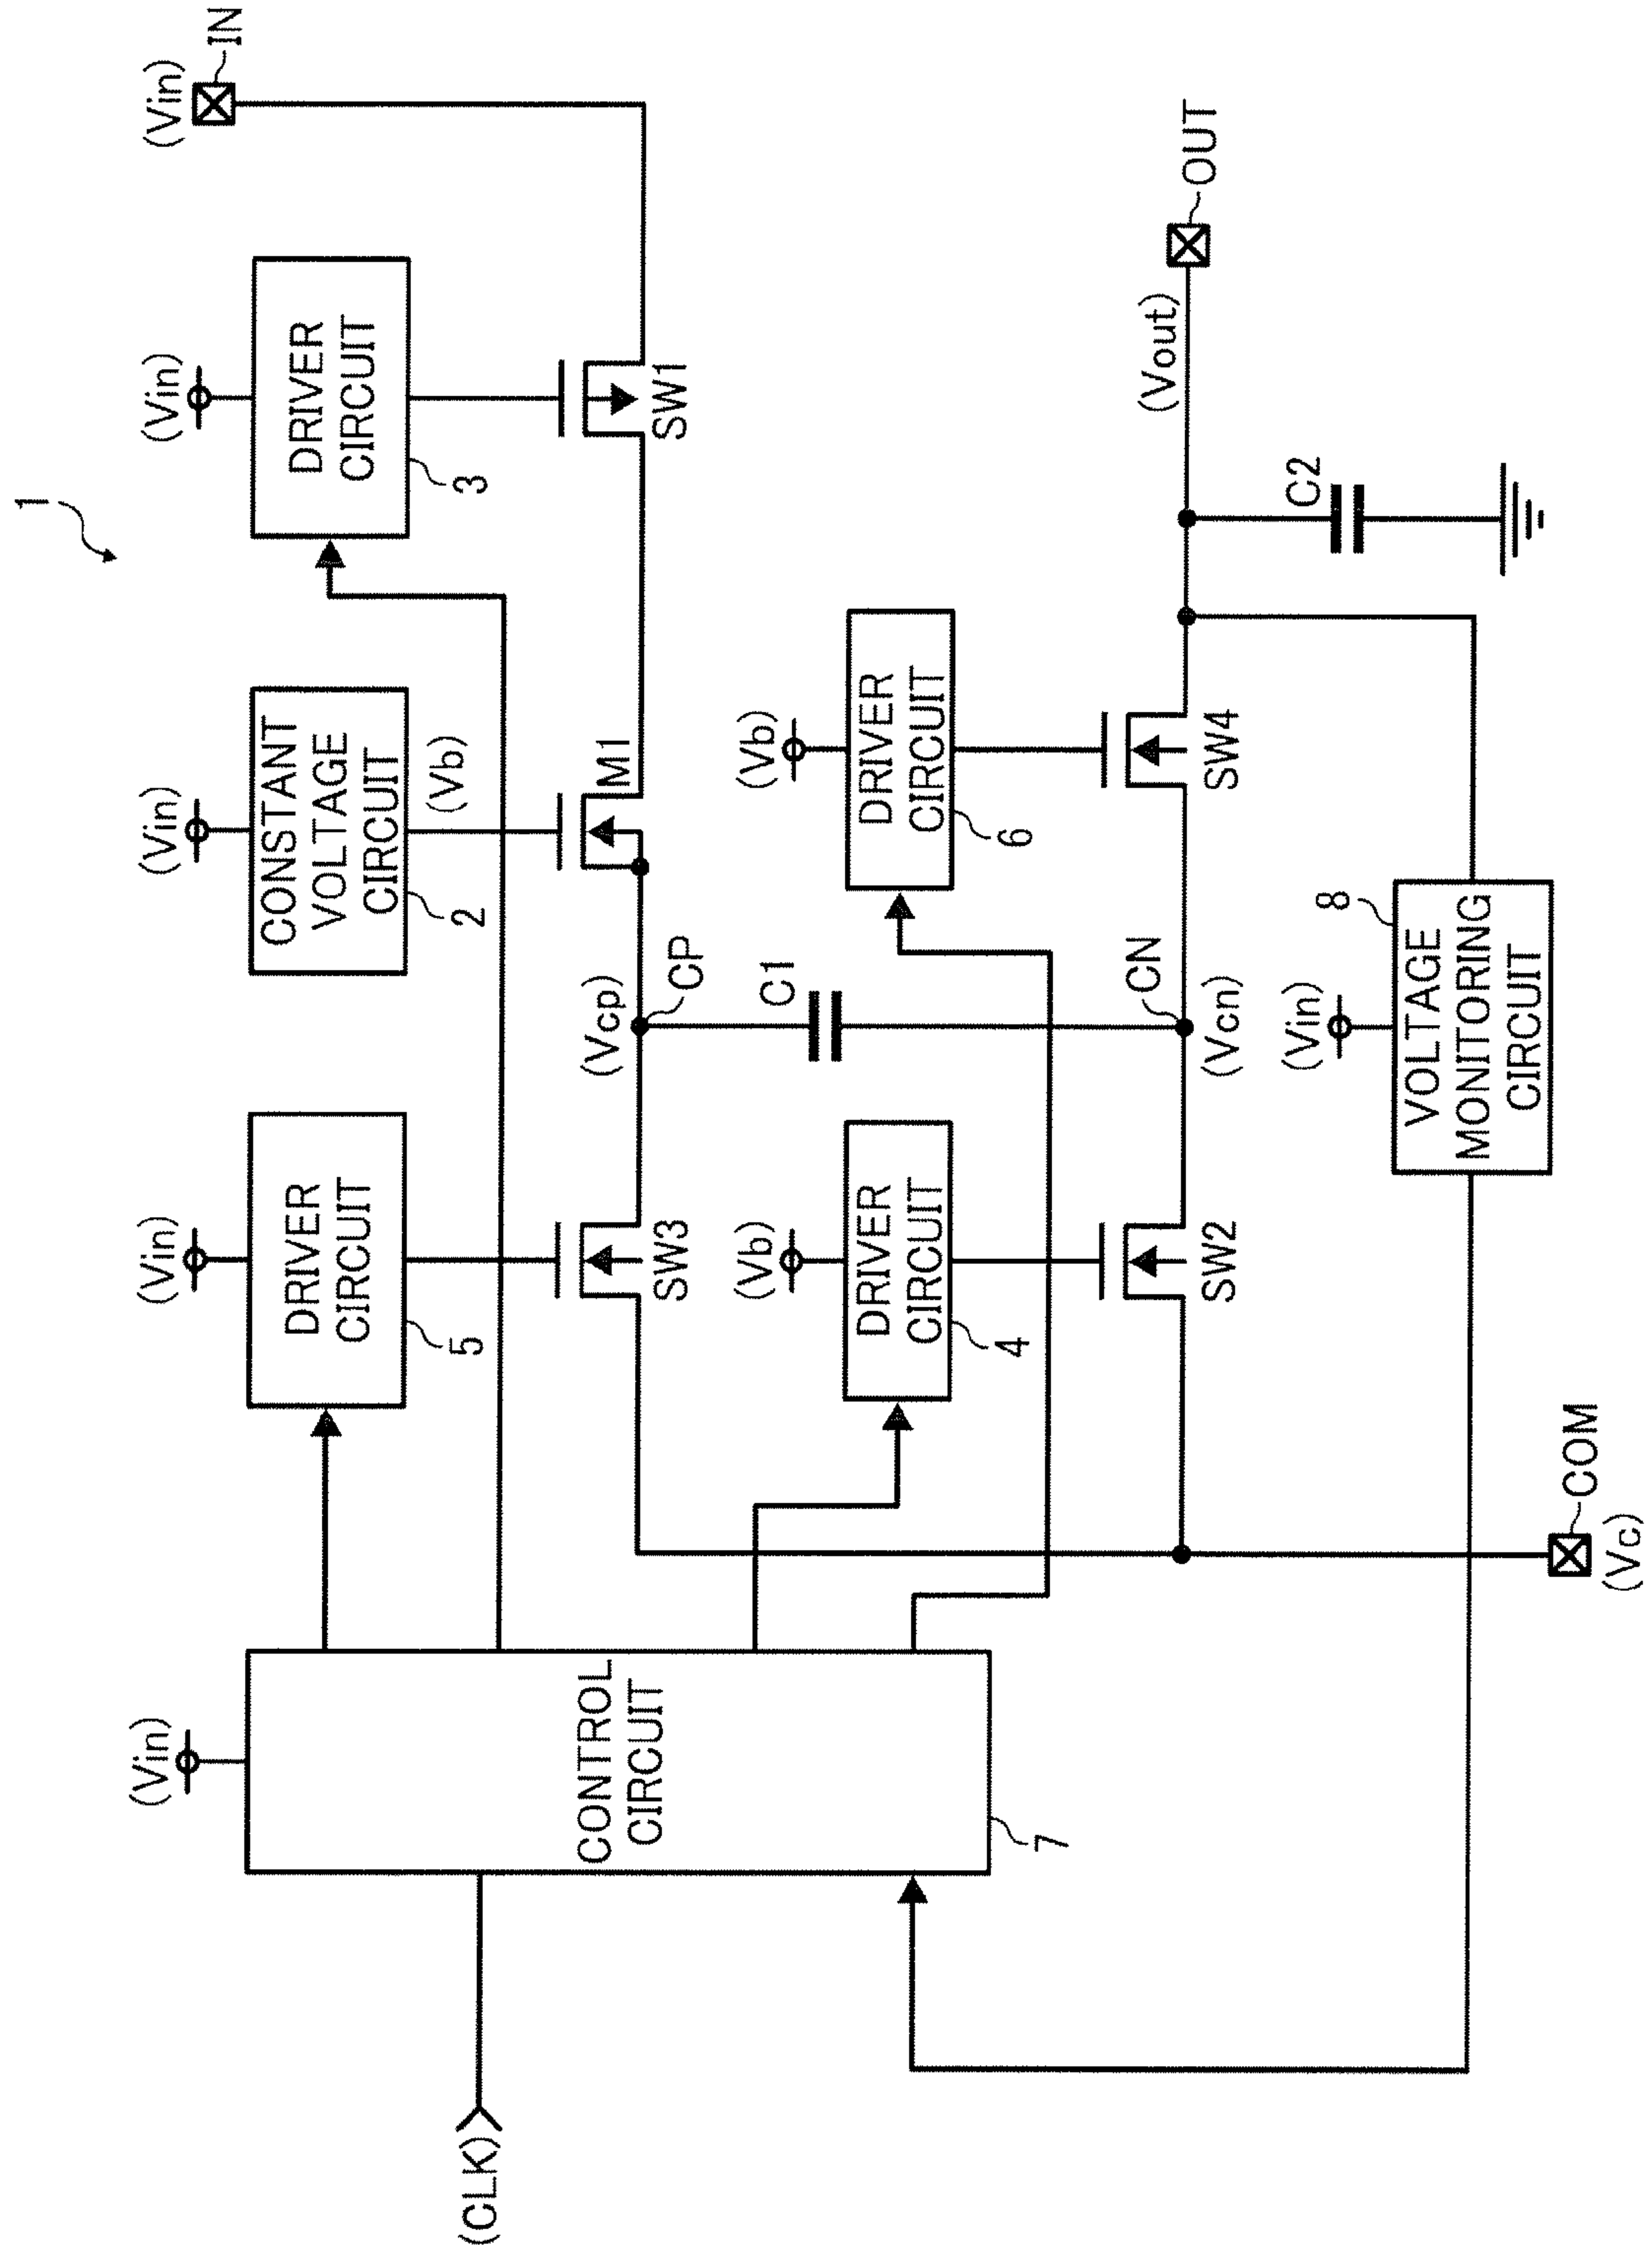 1
(Vin)
IN
(Vin)
DRIVER
CIRCUIT
3
SW1
(Vin)
CONSTANT
VOLTAGE
CIRCUIT
2
(Vb)
M1
(Vin)
DRIVER
CIRCUIT
5
SW3
(Vcp)
CP
C1
(Vin)
CONTROL
CIRCUIT
7
(CLK)
(Vb)
DRIVER
CIRCUIT
4
SW2
(Vb)
DRIVER
CIRCUIT
6
SW4
CN
(Vcn)
(Vout)
OUT
C2
(Vin)
VOLTAGE
MONITORING
CIRCUIT
8
COM
(Vc)